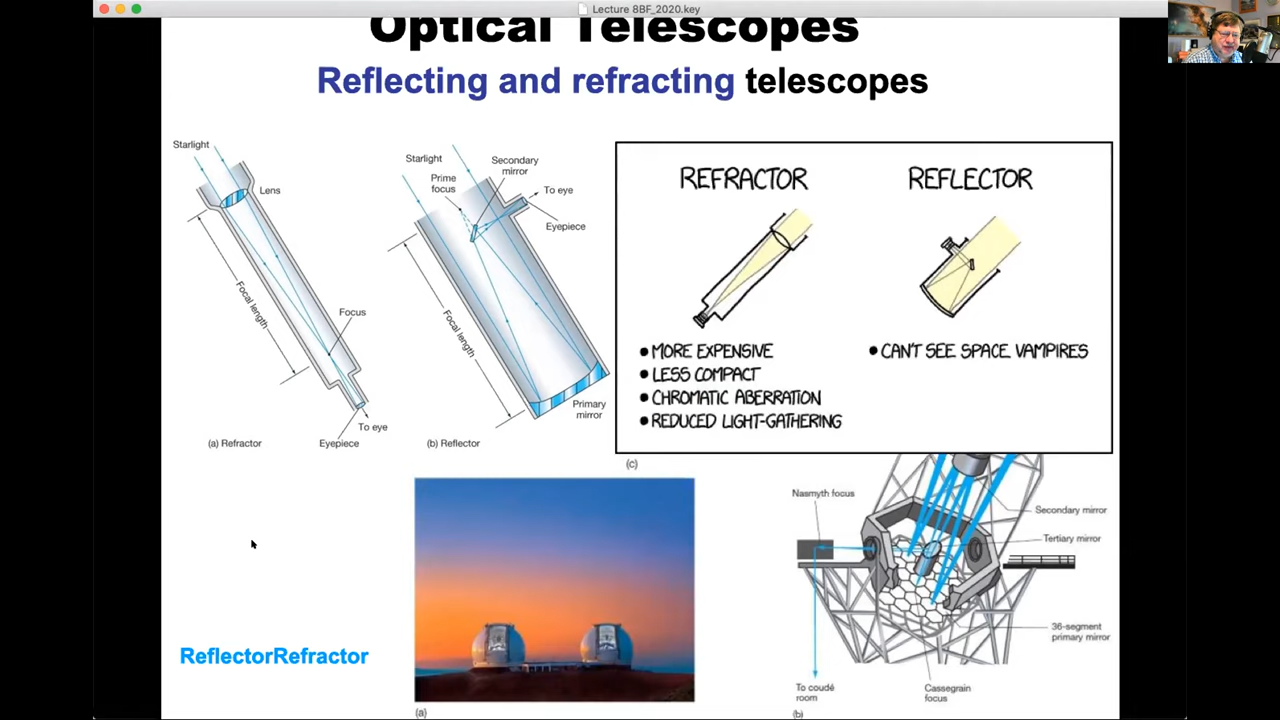 Lecture 8BF_2020.key
Optical Telescopes
Reflecting and refracting telescopes
Starlight
Lens
Focal length
Focus
To eye
Eyepiece
(a) Refractor
Starlight
Prime
focus
Secondary
mirror
To eye
Eyepiece
Focal length
Primary
mirror
(b) Reflector
REFRACTOR
• MORE EXPENSIVE
• LESS COMPACT
• CHROMATIC ABERRATION
• REDUCED LIGHT-GATHERING
REFLECTOR
• CAN'T SEE SPACE VAMPIRES
(c)
Nasmyth focus
Secondary mirror
Tertiary mirror
36-segment
primary mirror
To coudé
room
Cassegrain
focus
ReflectorRefractor
(a)
(b)